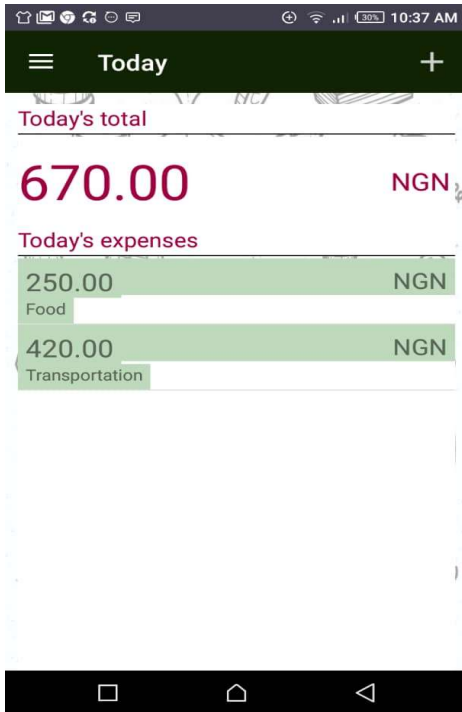 30% 10:37 AM
Today
Today's total
670.00 NGN
Today's expenses
250.00 NGN
Food
420.00 NGN
Transportation